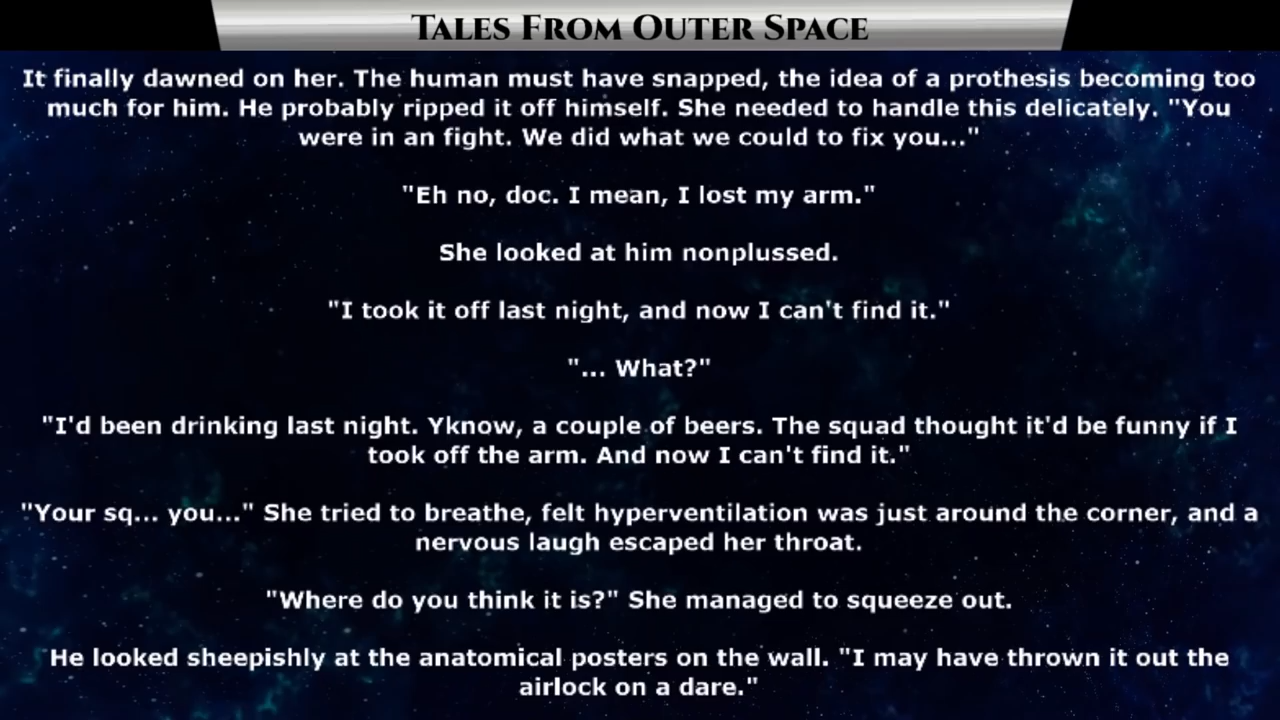 Tales From Outer Space
It finally dawned on her. The human must have snapped, the idea of a prothesis becoming too
much for him. He probably ripped it off himself. She needed to handle this delicately. "You
were in an fight. We did what we could to fix you..."
"Eh no, doc. I mean, I lost my arm."
She looked at him nonplussed.
"I took it off last night, and now I can't find it."
"... What?"
"I'd been drinking last night. Yknow, a couple of beers. The squad thought it'd be funny if I
took off the arm. And now I can't find it."
"Your sq... you..." She tried to breathe, felt hyperventilation was just around the corner, and a
nervous laugh escaped her throat.
"Where do you think it is?" She managed to squeeze out.
He looked sheepishly at the anatomical posters on the wall. "I may have thrown it out the
airlock on a dare."